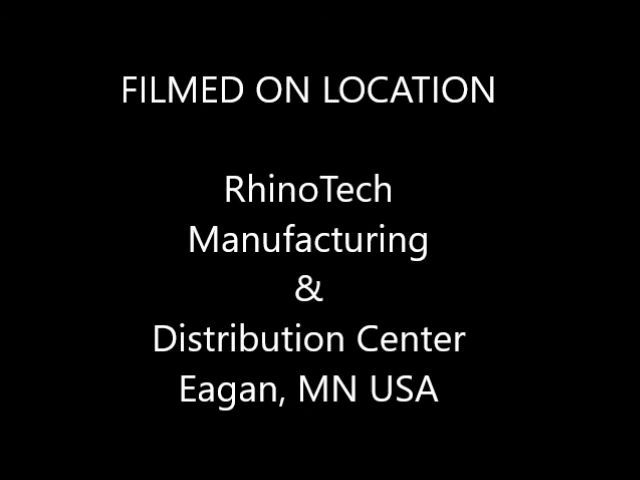 FILMED ON LOCATION
RhinoTech
Manufacturing
&
Distribution Center
Eagan, MN USA